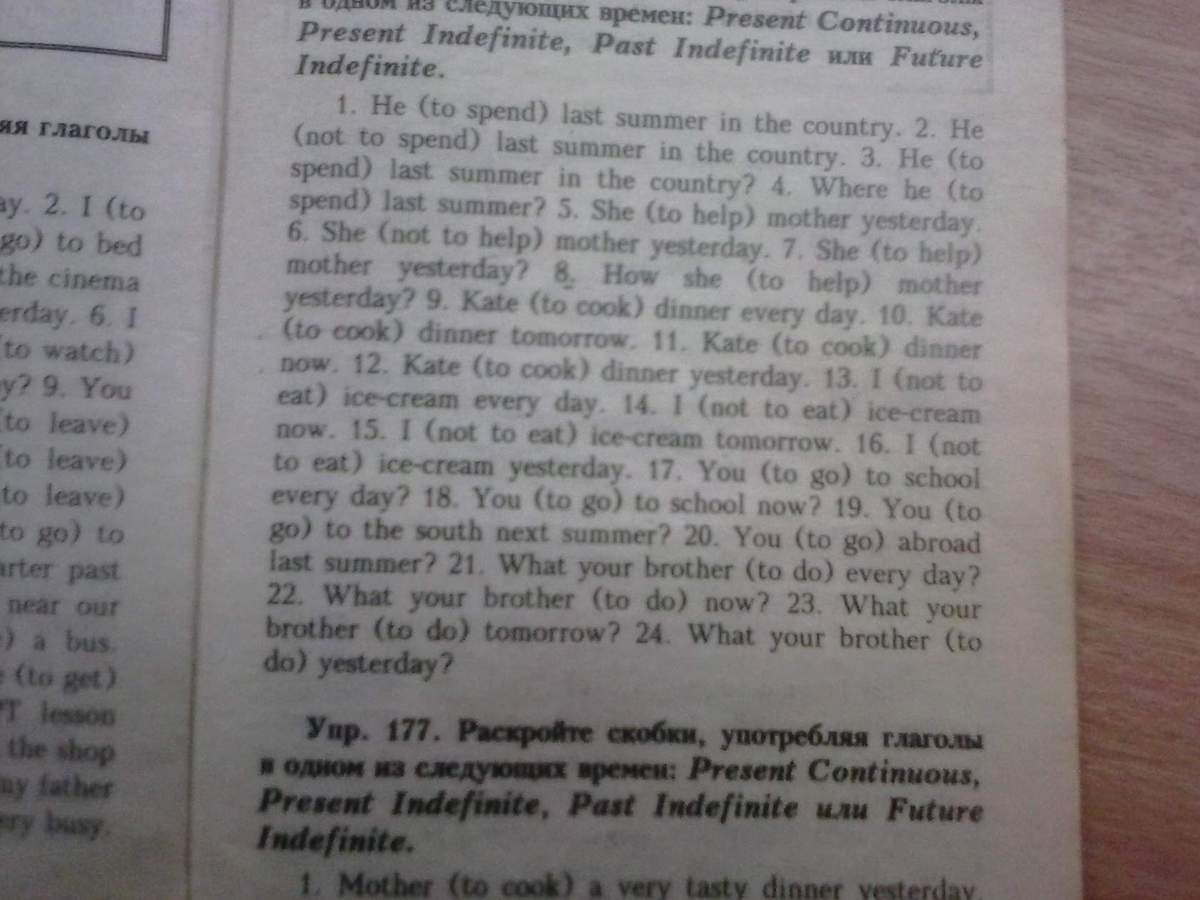 яя глаголы
ay. 2. I (to
go) to bed
the cinema
erday. 6. I
(to watch)
y? 9. You
(to leave)
(to leave)
to leave)
to go) to
arter past
near our
) a bus.
(to get)
lesson
the shop
my father
ery busy.
в одном из следующих времен: Present Continuous,
Present Indefinite, Past Indefinite или Future
Indefinite.
1. He (to spend) last summer in the country. 2. He
(not to spend) last summer in the country. 3. He (to
spend) last summer in the country? 4. Where he (to
spend) last summer? 5. She (to help) mother yesterday.
6. She (not to help) mother yesterday. 7. She (to help)
mother yesterday? 8. How she (to help) mother
yesterday? 9. Kate (to cook) dinner every day. 10. Kate
(to cook) dinner tomorrow. 11. Kate (to cook) dinner
now. 12. Kate (to cook) dinner yesterday. 13. I (not to
eat) ice-cream every day. 14. I (not to eat) ice-cream
now. 15. I (not to eat) ice-cream tomorrow. 16. I (not
to eat) ice-cream yesterday. 17. You (to go) to school
every day? 18. You (to go) to school now? 19. You (to
go) to the south next summer? 20. You (to go) abroad
last summer? 21. What your brother (to do) every day?
22. What your brother (to do) now? 23. What your
brother (to do) tomorrow? 24. What your brother (to
do) yesterday?
Упр. 177. Раскройте скобки, употребляя глаголы
в одном из следующих времен: Present Continuous,
Present Indefinite, Past Indefinite или Future
Indefinite.
1. Mother (to cook) a very tasty dinner yesterday.